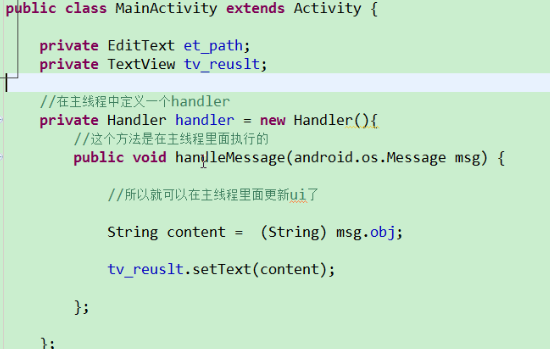 public class MainActivity extends Activity {
private EditText et_path;
private TextView tv_reuslt;
//在主线程中定义一个handler
private Handler handler = new Handler(){
//这个方法是在主线程里面执行的
public void handleMessage(android.os.Message msg) {
//所以就可以在主线程里面更新ui了
String content =  (String) msg.obj;
tv_reuslt.setText(content);
};
};